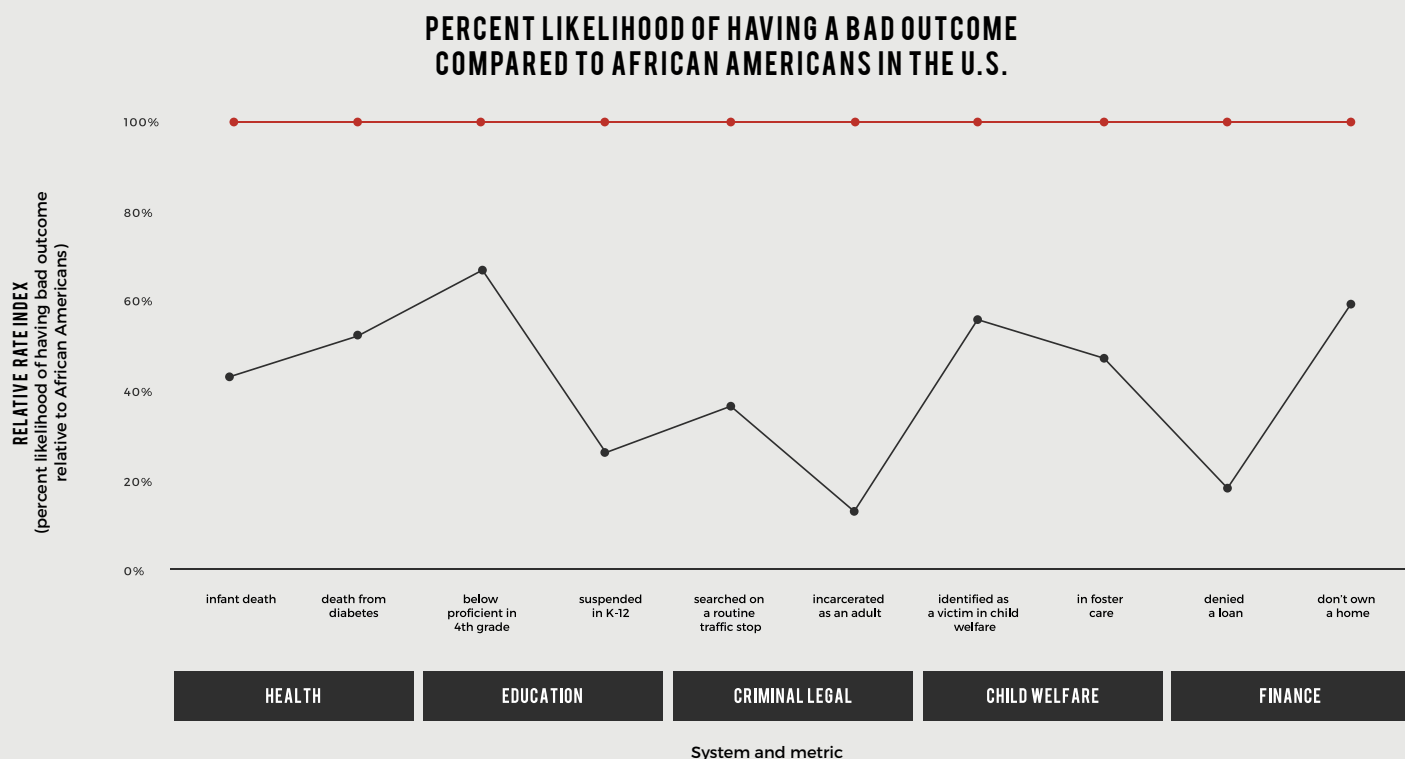 PERCENT LIKELIHOOD OF HAVING A BAD OUTCOME
COMPARED TO AFRICAN AMERICANS IN THE U.S.
RELATIVE RATE INDEX
(percent likelihood of having bad outcome
relative to African Americans)
100%
80%
60%
40%
20%
0%
infant death
death from
diabetes
below
proficient in
4th grade
suspended
in K-12
searched on
a routine
traffic stop
incarcerated
as an adult
identified as
a victim in child
welfare
in foster
care
denied
a loan
don't own
a home
HEALTH
EDUCATION
CRIMINAL LEGAL
CHILD WELFARE
FINANCE
System and metric